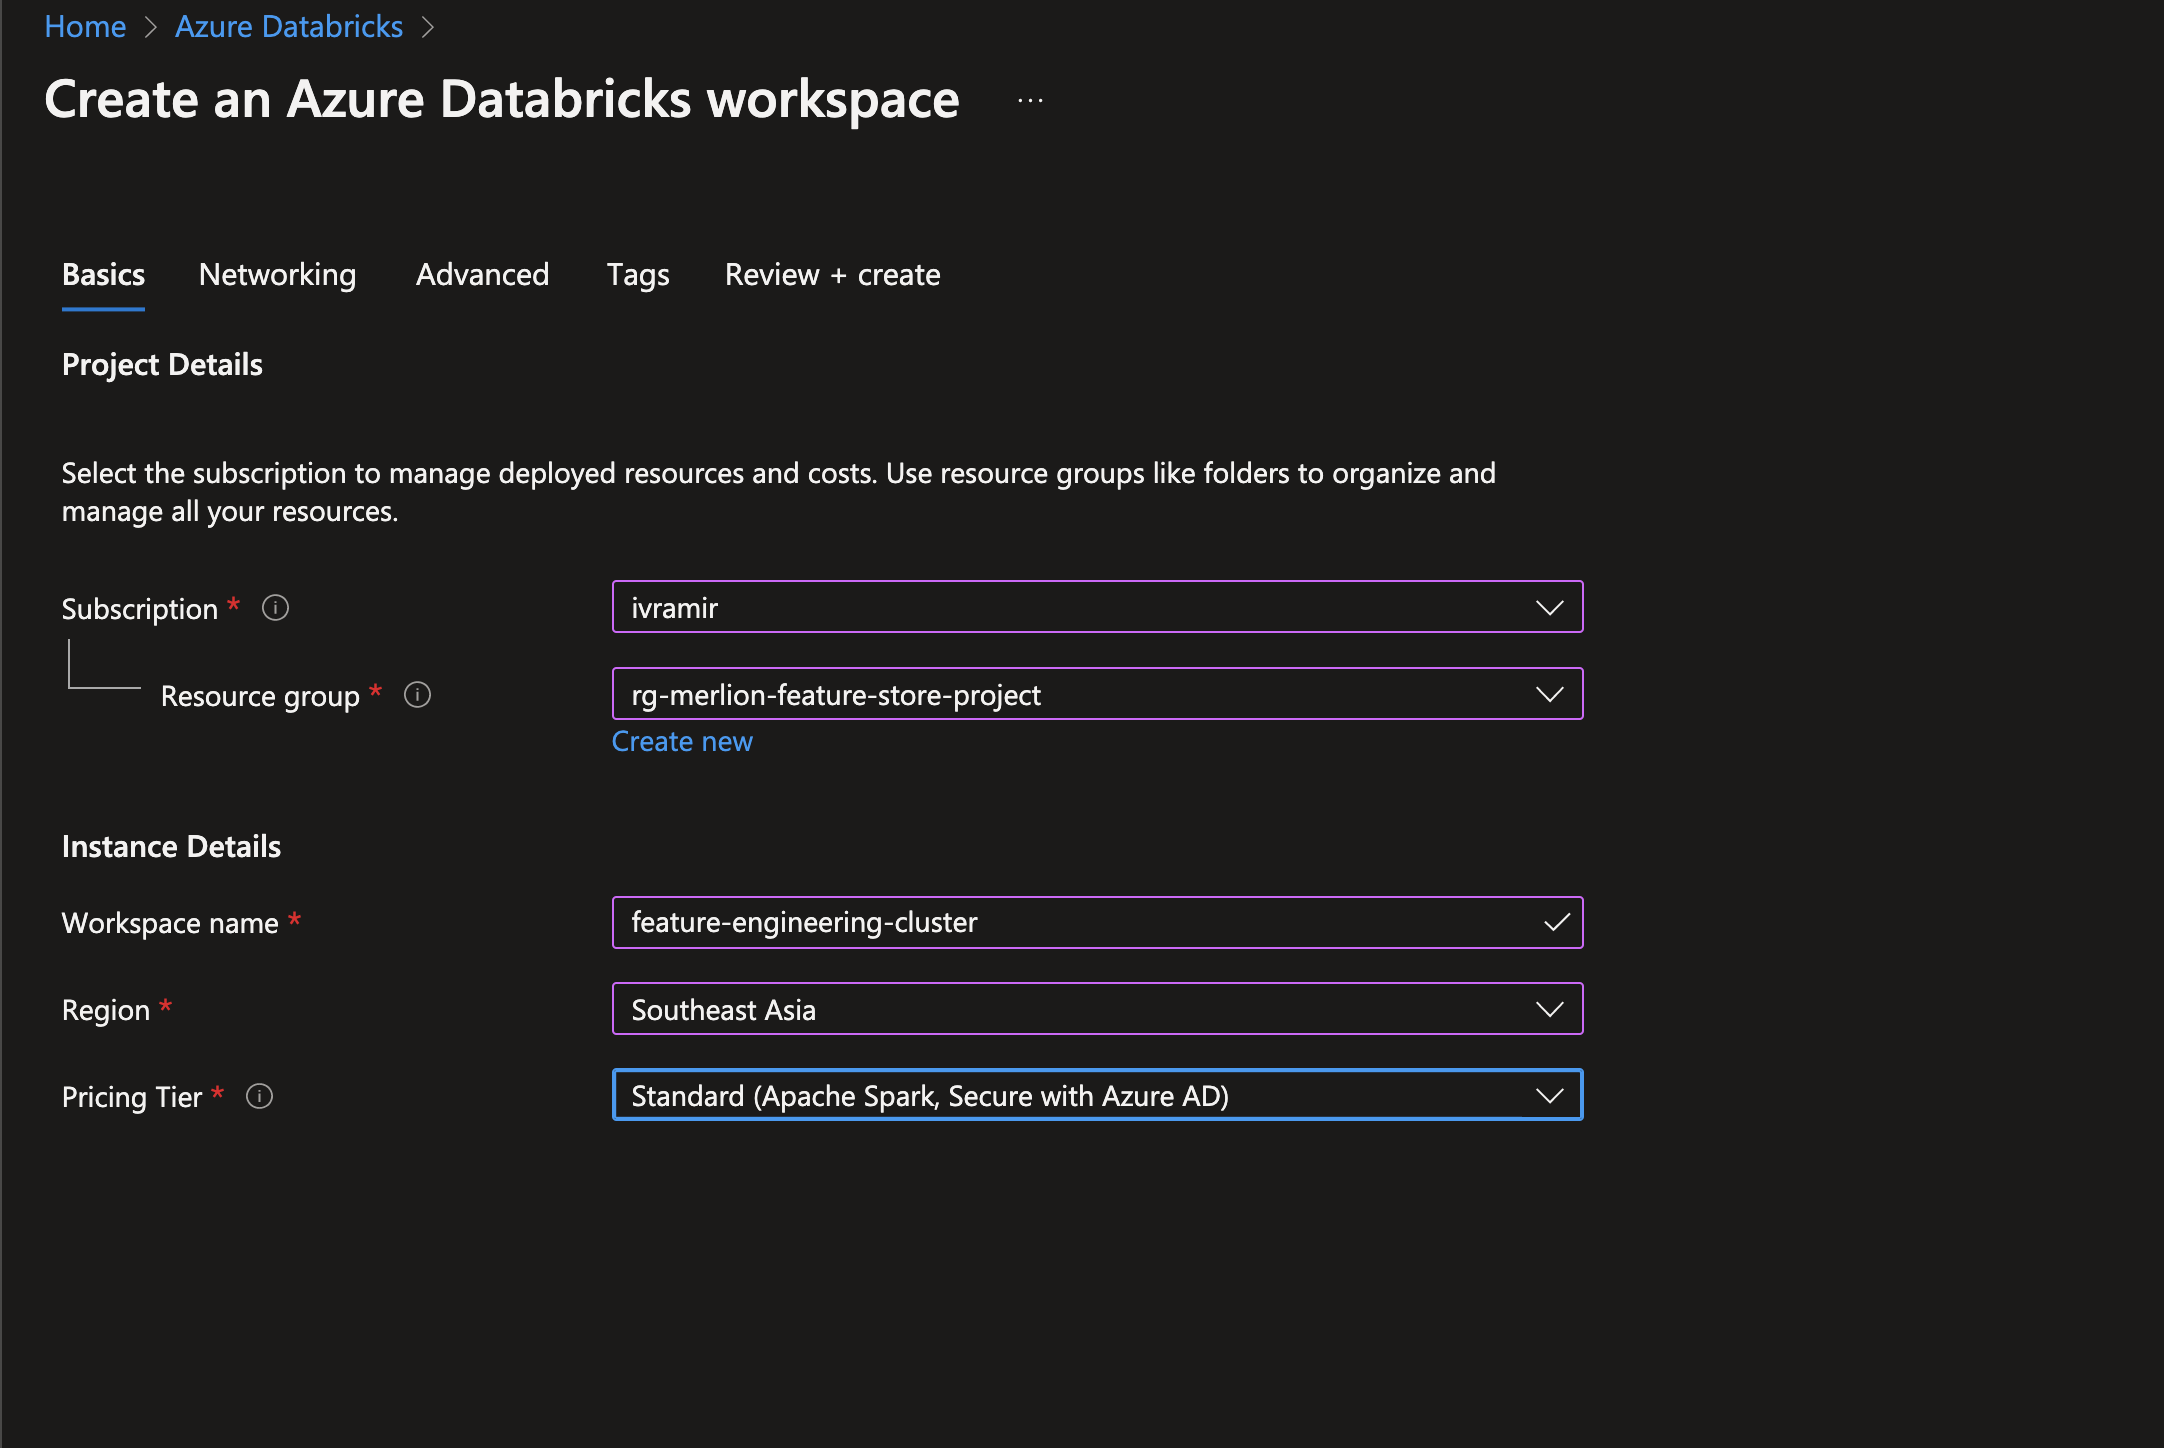 Home > Azure Databricks >
Create an Azure Databricks workspace ...
Basics Networking Advanced Tags Review + create
Project Details
Select the subscription to manage deployed resources and costs. Use resource groups like folders to organize and
manage all your resources.
Subscription * ivramir
Resource group * rg-merlion-feature-store-project
Create new
Instance Details
Workspace name * feature-engineering-cluster
Region * Southeast Asia
Pricing Tier * Standard (Apache Spark, Secure with Azure AD)